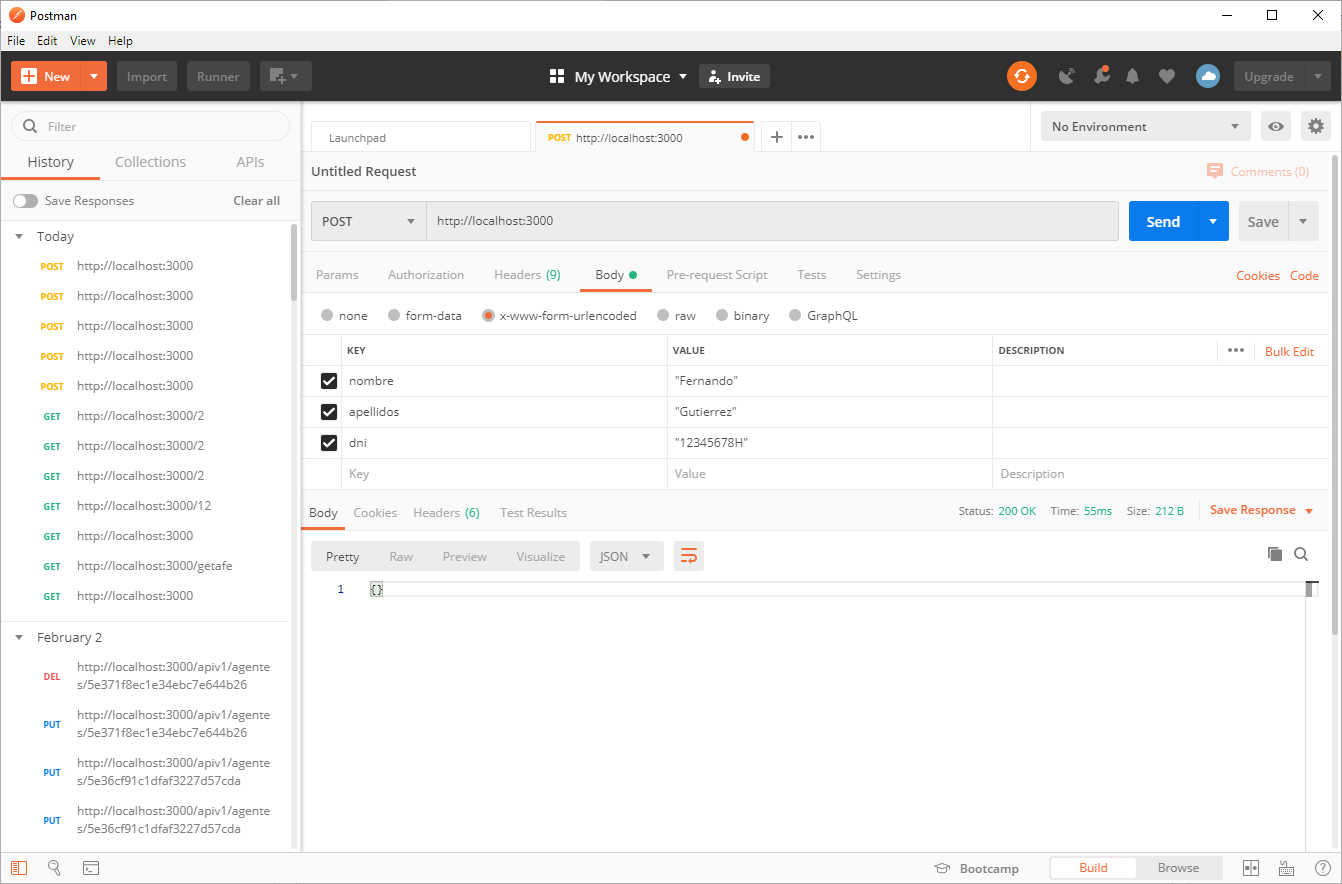 Postman
File Edit View Help
New Import Runner My Workspace Invite Upgrade
Filter
History Collections APIs
Save Responses Clear all
Today
POST http://localhost:3000
POST http://localhost:3000
POST http://localhost:3000
POST http://localhost:3000
POST http://localhost:3000
GET http://localhost:3000/2
GET http://localhost:3000/2
GET http://localhost:3000/2
GET http://localhost:3000/12
GET http://localhost:3000
GET http://localhost:3000/getafe
GET http://localhost:3000
February 2
DEL http://localhost:3000/apiv1/agente
s/5e371f8ec1e34ebc7e644b26
PUT http://localhost:3000/apiv1/agente
s/5e371f8ec1e34ebc7e644b26
PUT http://localhost:3000/apiv1/agente
s/5e36cf91c1dfaf3227d57cda
PUT http://localhost:3000/apiv1/agente
s/5e36cf91c1dfaf3227d57cda
Launchpad POST http://localhost:3000 No Environment
Untitled Request Comments (0)
POST http://localhost:3000 Send Save
Params Authorization Headers (9) Body Pre-request Script Tests Settings Cookies Code
none form-data x-www-form-urlencoded raw binary GraphQL
KEY VALUE DESCRIPTION Bulk Edit
nombre "Fernando"
apellidos "Gutierrez"
dni "12345678H"
Key Value Description
Body Cookies Headers (6) Test Results Status: 200 OK Time: 55ms Size: 212 B Save Response
Pretty Raw Preview Visualize JSON
1 {}
Bootcamp Build Browse